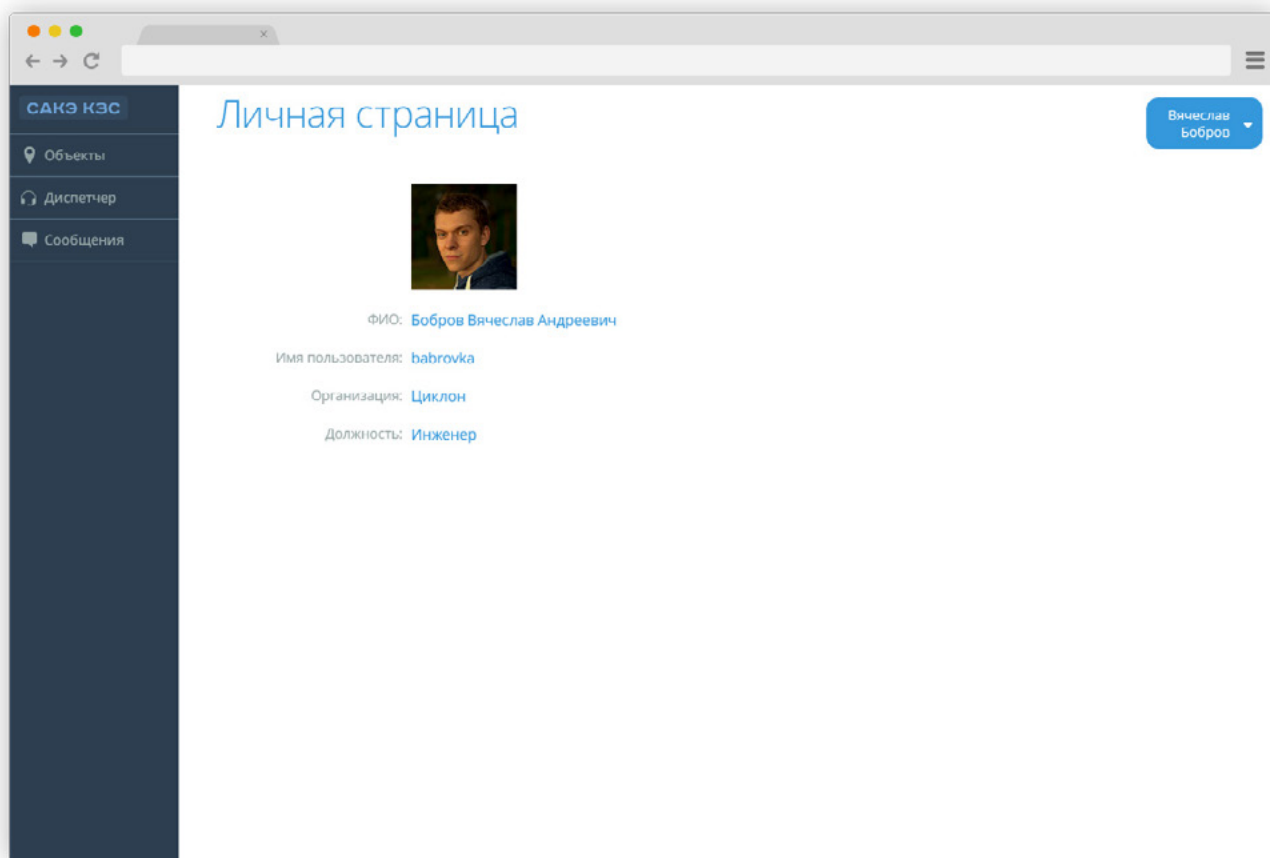 САКЭ КЗС
Объекты
Диспетчер
Сообщения
Личная страница
Вячеслав
Бобров
ФИО: Бобров Вячеслав Андреевич
Имя пользователя: babrovka
Организация: Циклон
Должность: Инженер